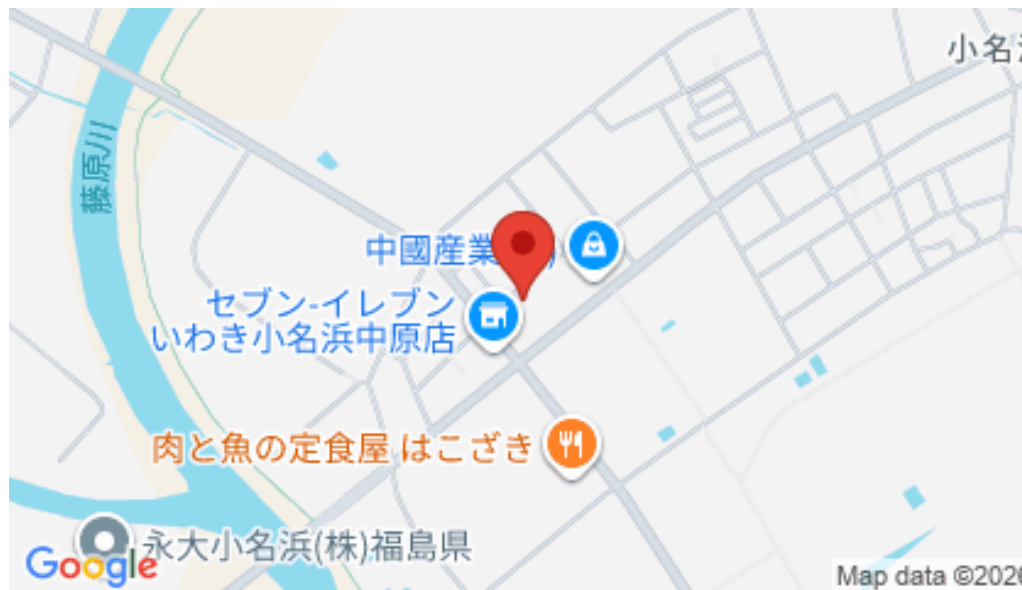 小名
藤原川
中國産業
セブン-イレブン
いわき小名浜中原店
肉と魚の定食屋 はこざき
永大小名浜(株)福島県
Google
Map data ©2026